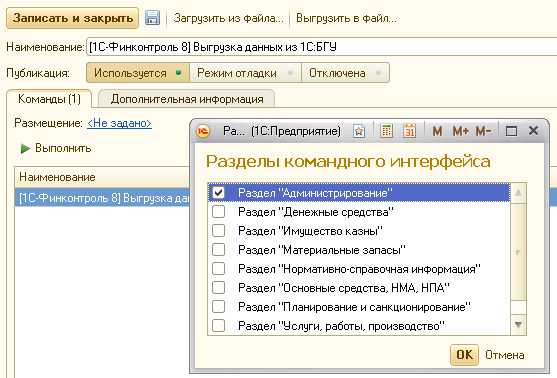 Записать и закрыть
Загрузить из файла...
Выгрузить в файл...
Наименование: [1С-Финконтроль 8] Выгрузка данных из 1С:БГУ
Публикация: Используется Режим отладки Отключена
Команды (1) Дополнительная информация
Размещение: <Не задано>
Выполнить
Наименование
[1С-Финконтроль 8] Выгрузка
Ра... (1С:Предприятие)
31 M M+ M-
Разделы командного интерфейса
Раздел "Администрирование"
Раздел "Денежные средства"
Раздел "Имущество казны"
Раздел "Материальные запасы"
Раздел "Нормативно-справочная информация"
Раздел "Основные средства, НМА, НПА"
Раздел "Планирование и санкционирование"
Раздел "Услуги, работы, производство"
OK Отмена